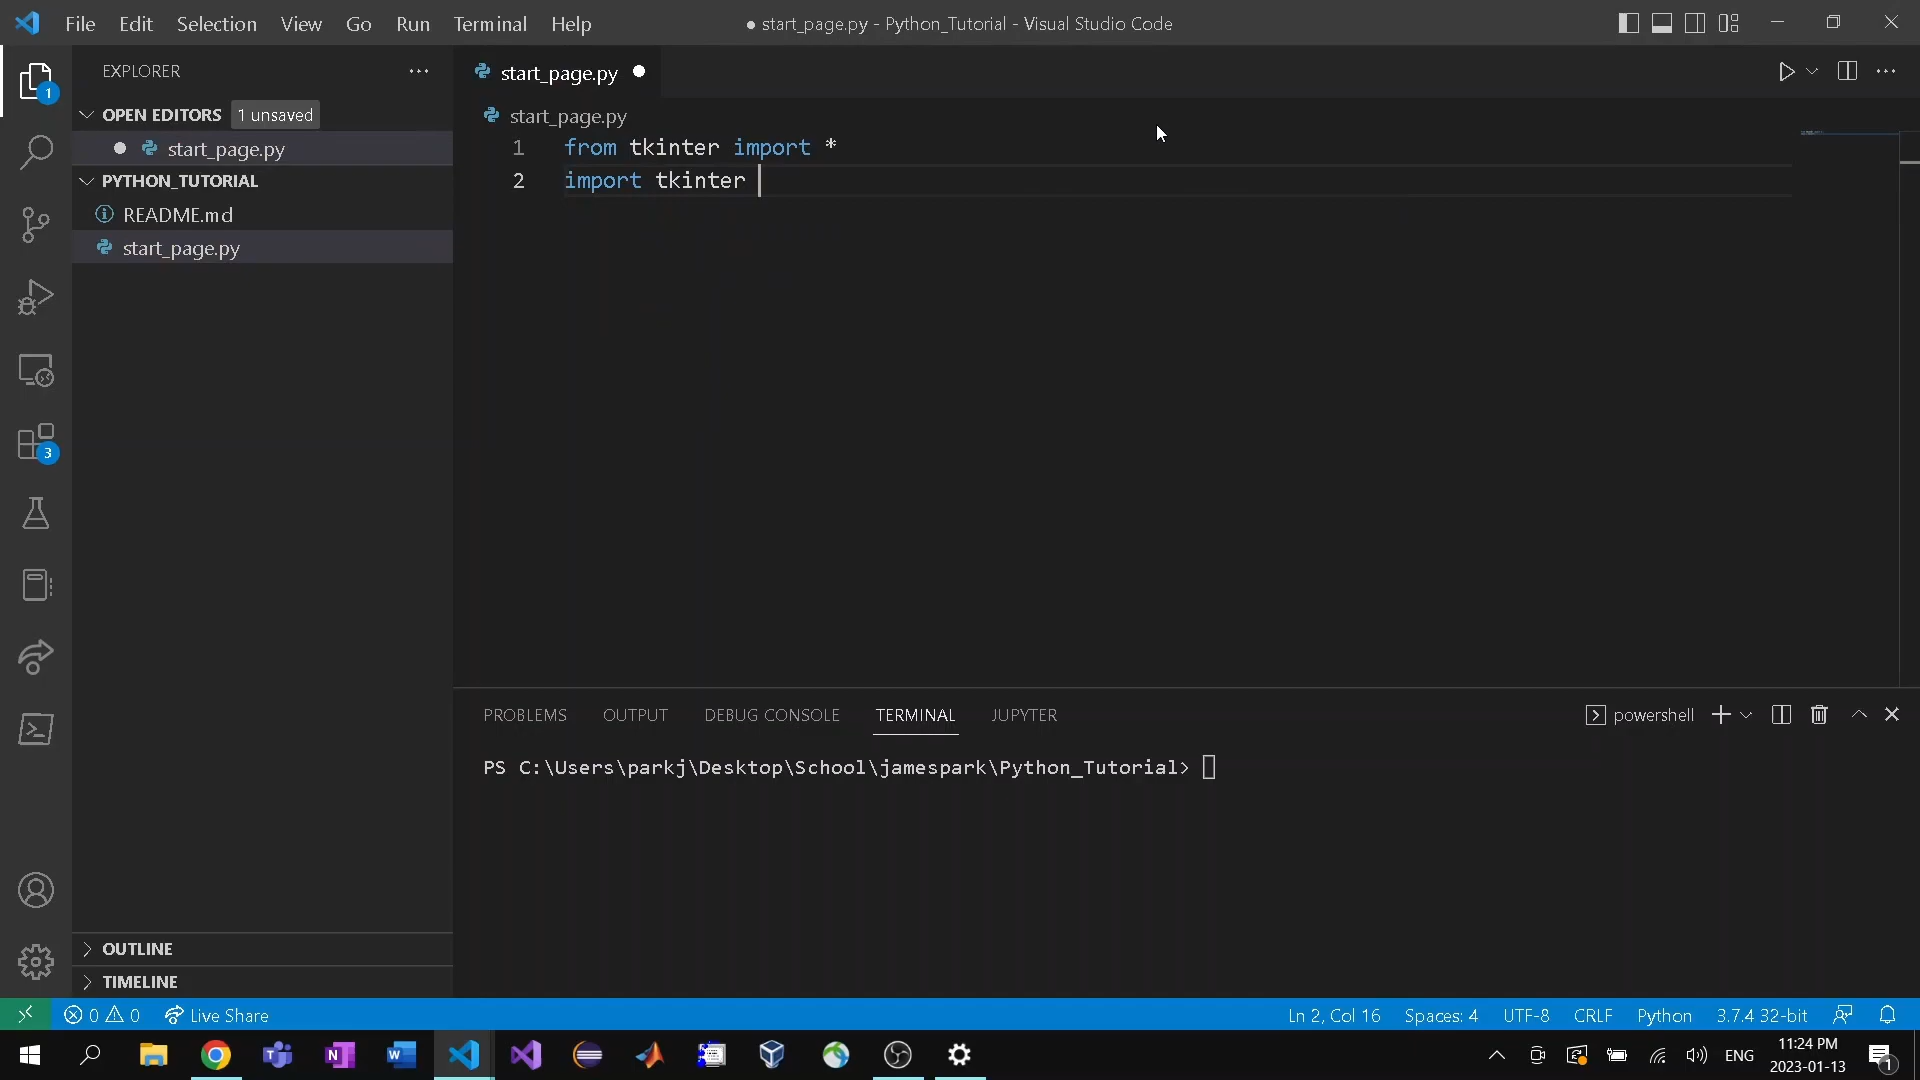 File Edit Selection View Go Run Terminal Help
● start_page.py - Python_Tutorial - Visual Studio Code
EXPLORER
start_page.py
1
OPEN EDITORS 1 unsaved
start_page.py
start_page.py
1 from tkinter import *
2 import tkinter
PYTHON_TUTORIAL
README.md
start_page.py
3
PROBLEMS OUTPUT DEBUG CONSOLE TERMINAL JUPYTER
powershell
PS C:\Users\parkj\Desktop\School\jamespark\Python_Tutorial>
OUTLINE
TIMELINE
0 0 Live Share
Ln 2, Col 16 Spaces: 4 UTF-8 CRLF Python 3.7.4 32-bit
ENG
11:24 PM
2023-01-13
1